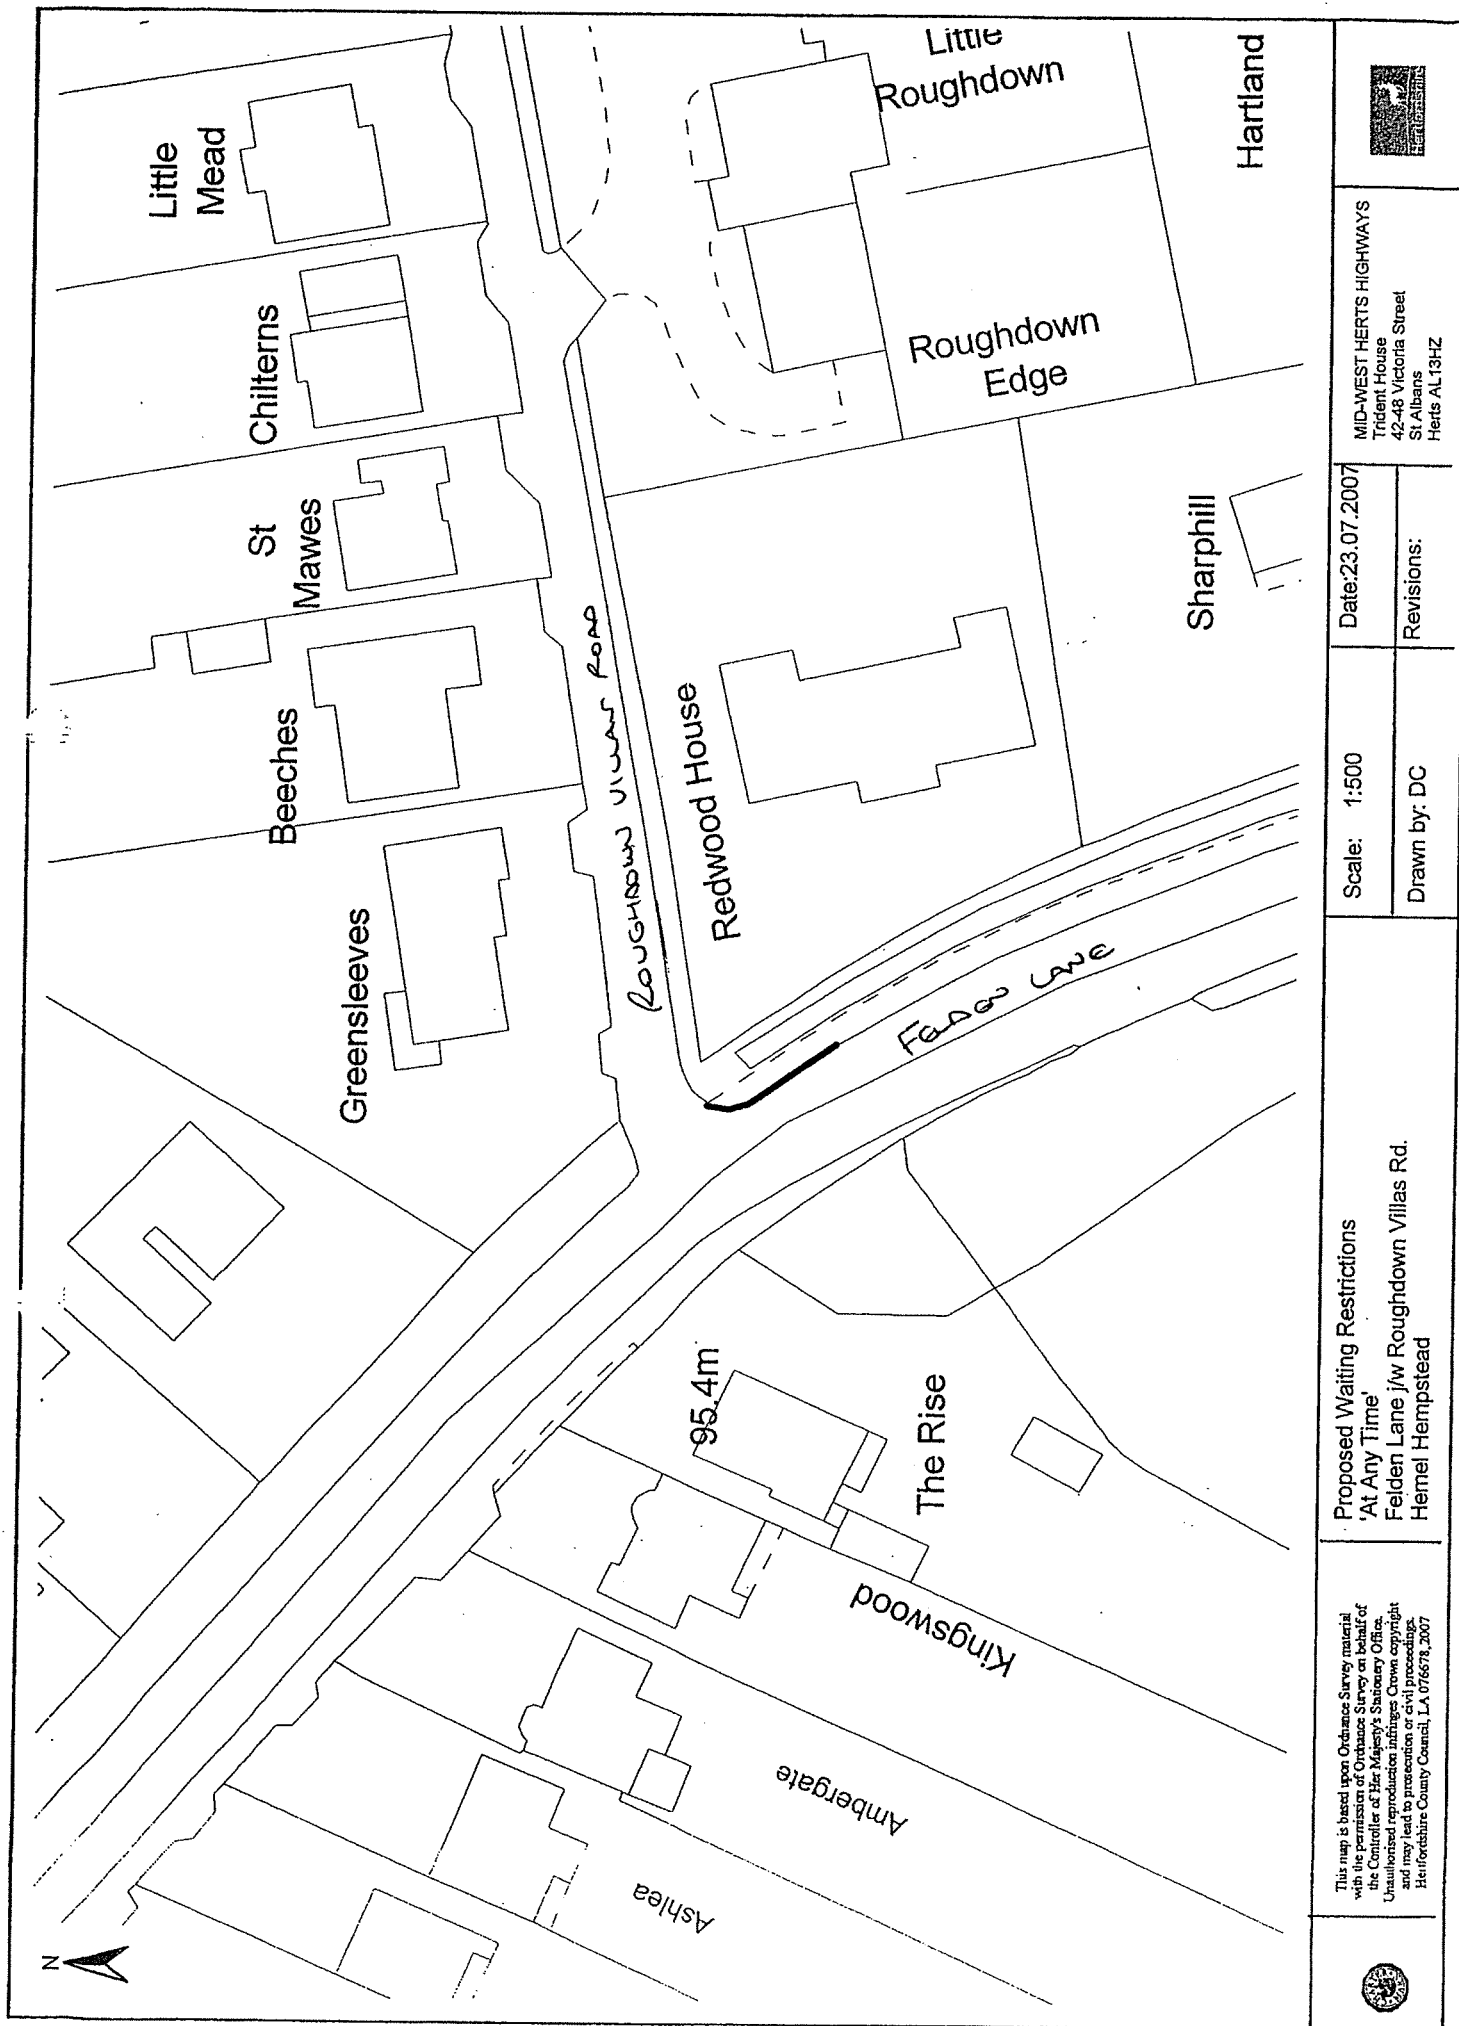 N
Little
Mead
Chilterns
St
Mawes
Beeches
Greensleeves
Little
Roughdown
Hartland
Roughdown
Edge
ROUGHDOWN VILLAS ROAD
Redwood House
Sharphill
FELDEN LANE
95.4m
The Rise
Kingswood
Ambergate
Ashlea
This map is based upon Ordnance Survey material
with the permission of Ordnance Survey on behalf of
the Controller of Her Majesty's Stationery Office.
Unauthorised reproduction infringes Crown copyright
and may lead to prosecution or civil proceedings.
Hertfordshire County Council, LA 076678, 2007
Proposed Waiting Restrictions
'At Any Time'
Felden Lane j/w Roughdown Villas Rd.
Hemel Hempstead
Scale: 1:500
Drawn by: DC
Date:23.07.2007
Revisions:
MID-WEST HERTS HIGHWAYS
Trident House
42-48 Victoria Street
St Albans
Herts AL13HZ